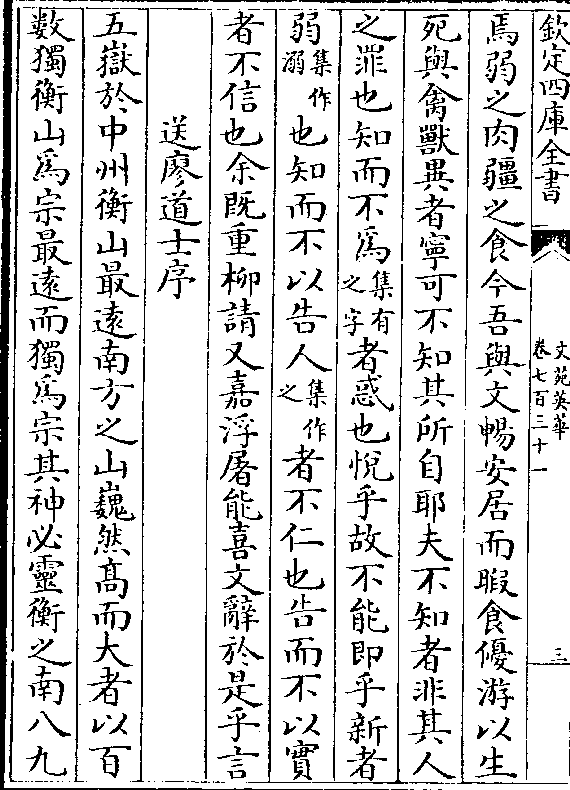 欽定四庫全書
文苑英華
卷七百三十一
三
焉弱之肉疆之食今吾與文暢安居而暇食優游以生
死與禽獸異者寧可不知其所自耶夫不知者非其人
之罪也知而不爲集有之字者惑也悅乎故不能即乎新者
弱集作溺也知而不以告人集作之者不仁也告而不以實
者不信也余既重柳請又嘉浮屠能喜文辭於是乎言
送廖道士序
五嶽於中州衡山最遠南方之山巍然髙而大者以百
數獨衡山爲宗最遠而獨爲宗其神必靈衡之南八九